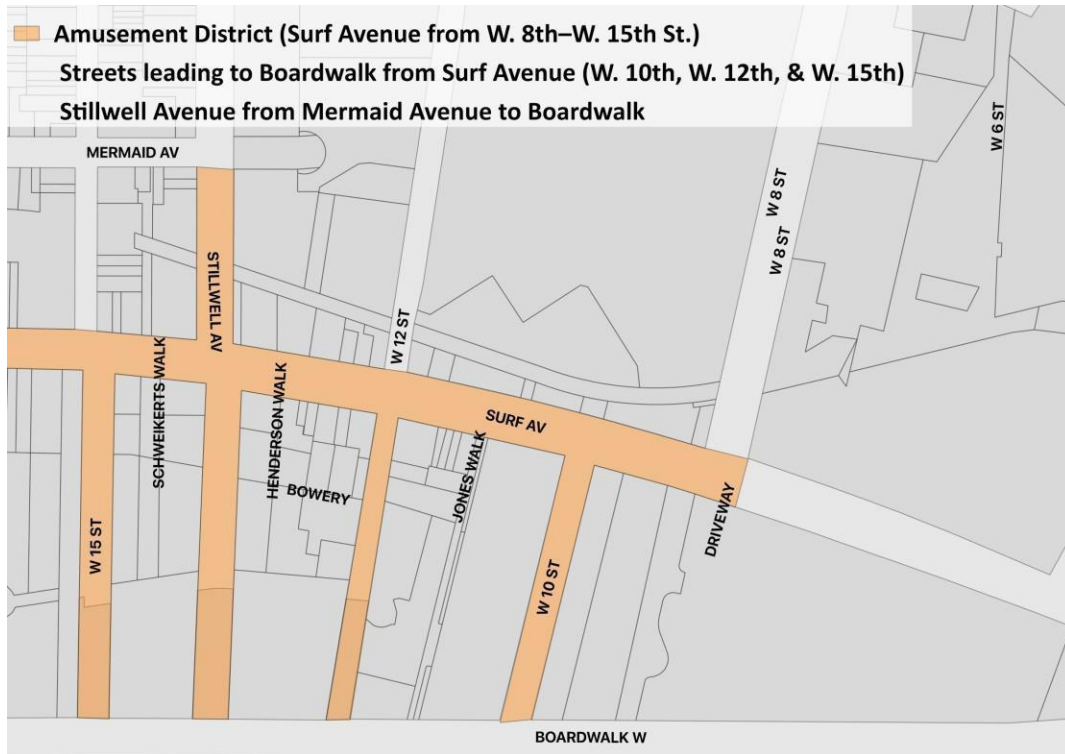 Amusement District (Surf Avenue from W. 8th–W. 15th St.)
Streets leading to Boardwalk from Surf Avenue (W. 10th, W. 12th, & W. 15th)
Stillwell Avenue from Mermaid Avenue to Boardwalk
MERMAID AV
W 6 ST
W 8 ST
W 8 ST
STILLWELL AV
W 12 ST
SCHWEIKERTS WALK
HENDERSON WALK
SURF AV
JONES WALK
BOWERY
DRIVEWAY
W 15 ST
W 10 ST
BOARDWALK W